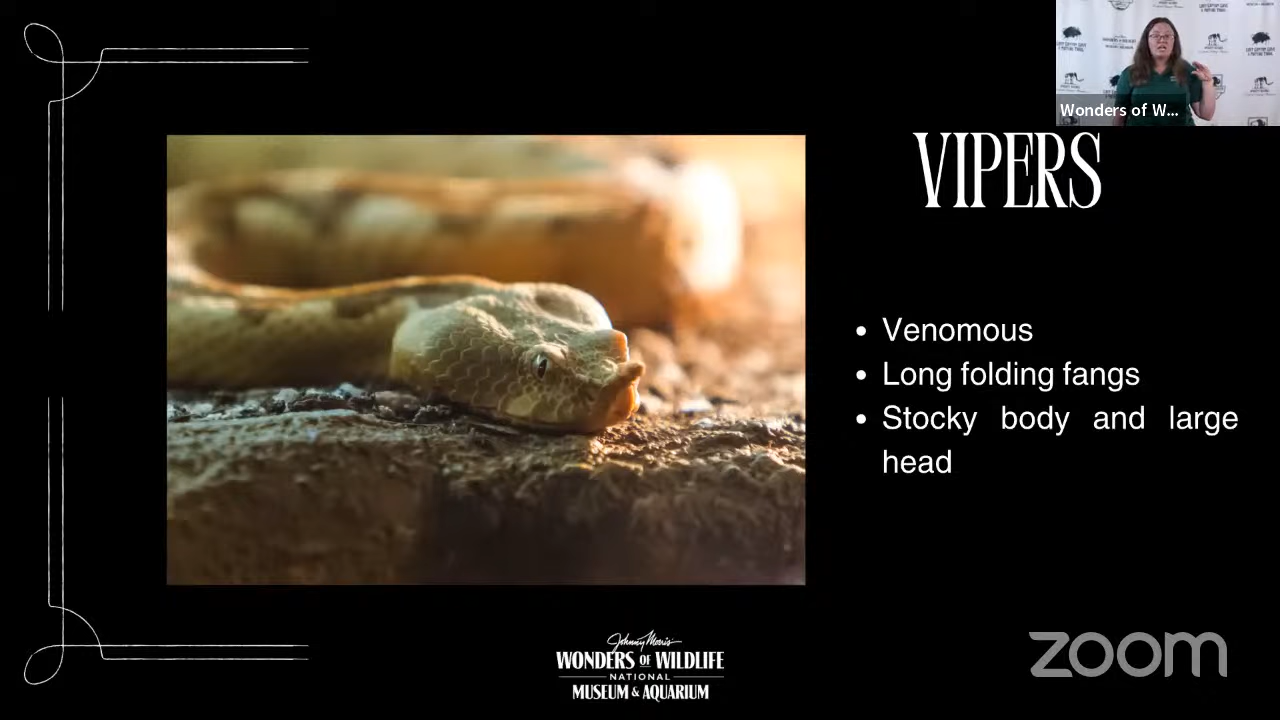 Wonders of W...
VIPERS
• Venomous
• Long folding fangs
• Stocky body and large
head
Johnny Morris'
WONDERS OF WILDLIFE
NATIONAL
MUSEUM & AQUARIUM
zoom